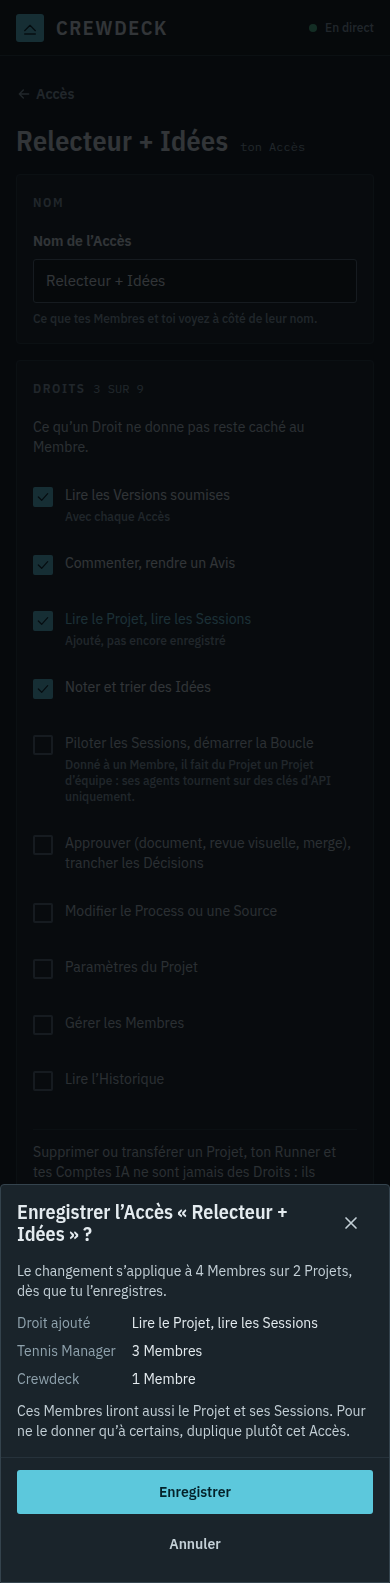 CREWDECK
En direct
← Accès
Relecteur + Idées ton Accès
NOM
Nom de l’Accès
Relecteur + Idées
Ce que tes Membres et toi voyez à côté de leur nom.
DROITS 3 SUR 9
Ce qu’un Droit ne donne pas reste caché au
Membre.
Lire les Versions soumises
Avec chaque Accès
Commenter, rendre un Avis
Lire le Projet, lire les Sessions
Ajouté, pas encore enregistré
Noter et trier des Idées
Piloter les Sessions, démarrer la Boucle
Donné à un Membre, il fait du Projet un Projet
d’équipe : ses agents tournent sur des clés d’API
uniquement.
Approuver (document, revue visuelle, merge),
trancher les Décisions
Modifier le Process ou une Source
Paramètres du Projet
Gérer les Membres
Lire l’Historique
Supprimer ou transférer un Projet, ton Runner et
tes Comptes IA ne sont jamais des Droits : ils
Enregistrer l’Accès « Relecteur +
Idées » ?
Le changement s’applique à 4 Membres sur 2 Projets,
dès que tu l’enregistres.
Droit ajouté Lire le Projet, lire les Sessions
Tennis Manager 3 Membres
Crewdeck 1 Membre
Ces Membres liront aussi le Projet et ses Sessions. Pour
ne le donner qu’à certains, duplique plutôt cet Accès.
Enregistrer
Annuler